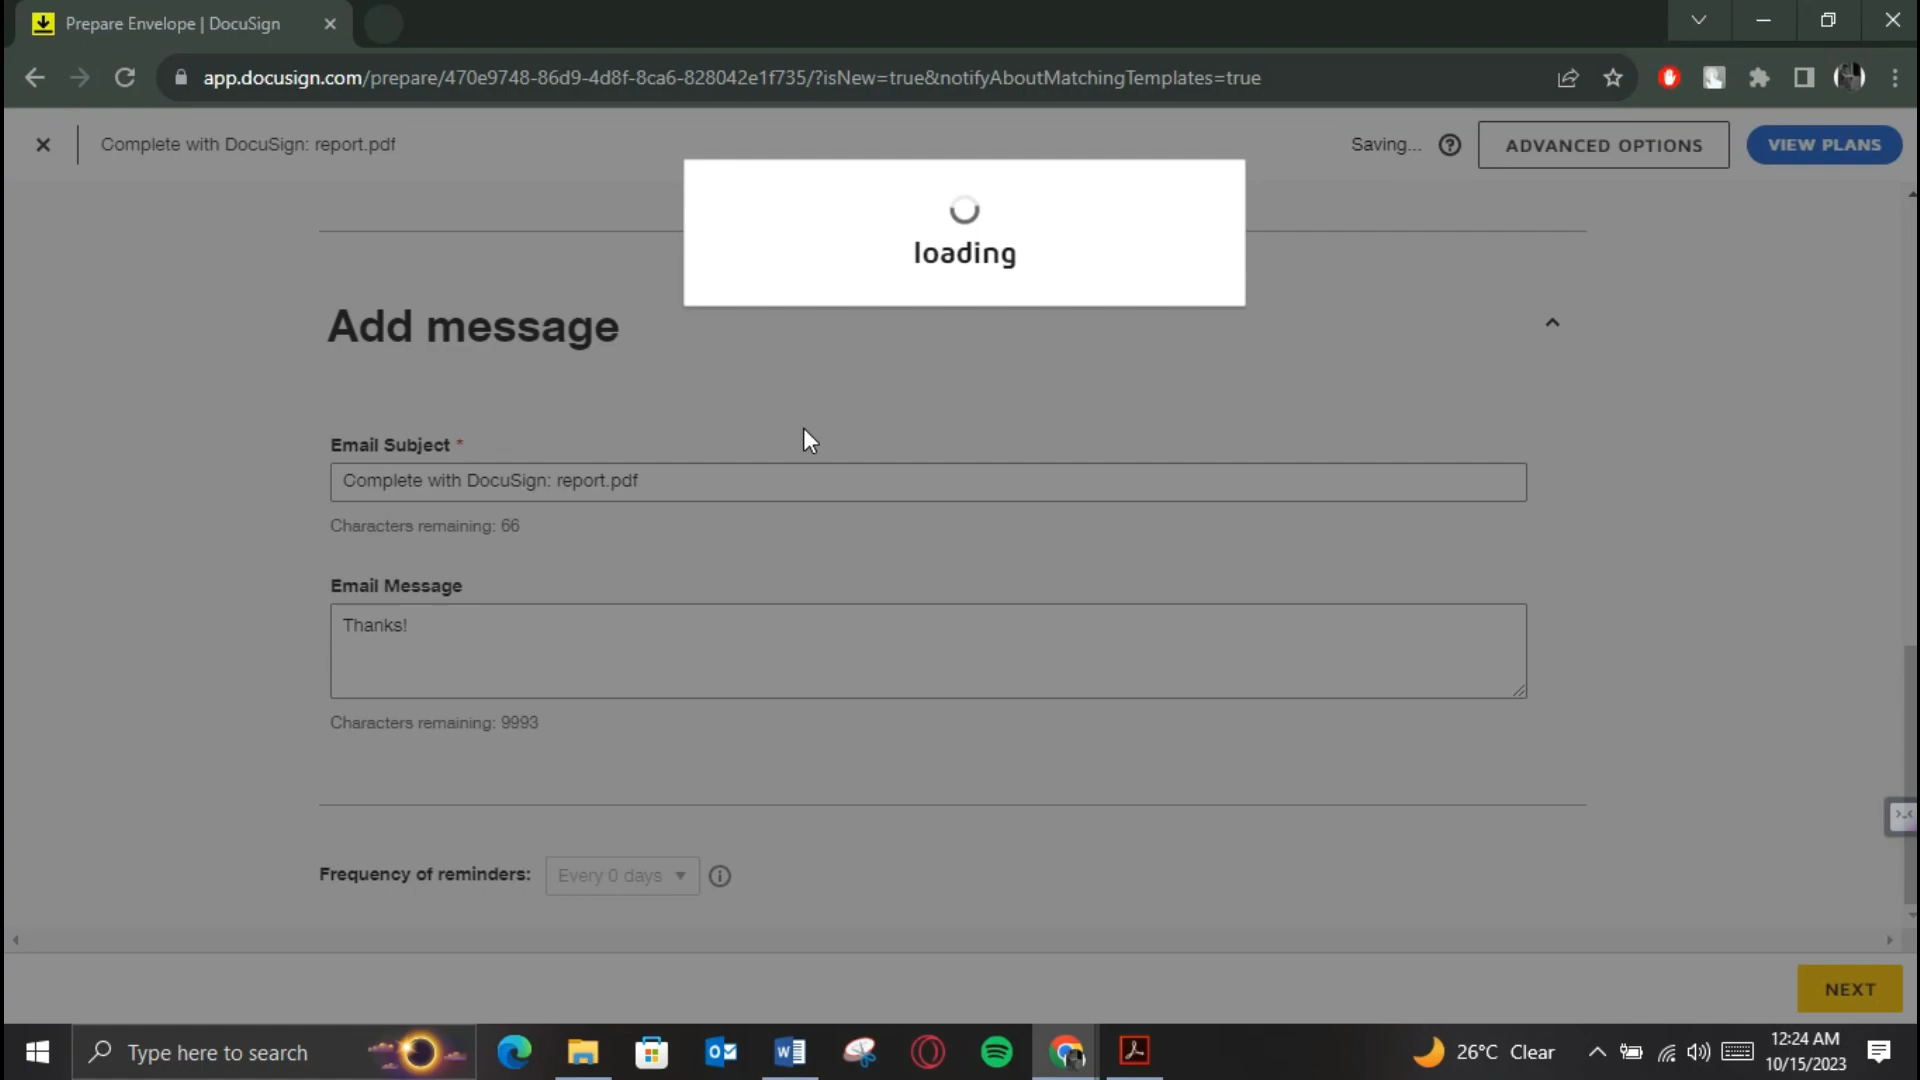 Prepare Envelope | DocuSign
app.docusign.com/prepare/470e9748-86d9-4d8f-8ca6-828042e1f735/?isNew=true&notifyAboutMatchingTemplates=true
Complete with DocuSign: report.pdf
Saving...
ADVANCED OPTIONS
VIEW PLANS
loading
Add message
Email Subject *
Complete with DocuSign: report.pdf
Characters remaining: 66
Email Message
Thanks!
Characters remaining: 9993
Frequency of reminders: Every 0 days
NEXT
Type here to search
26°C Clear
12:24 AM
10/15/2023